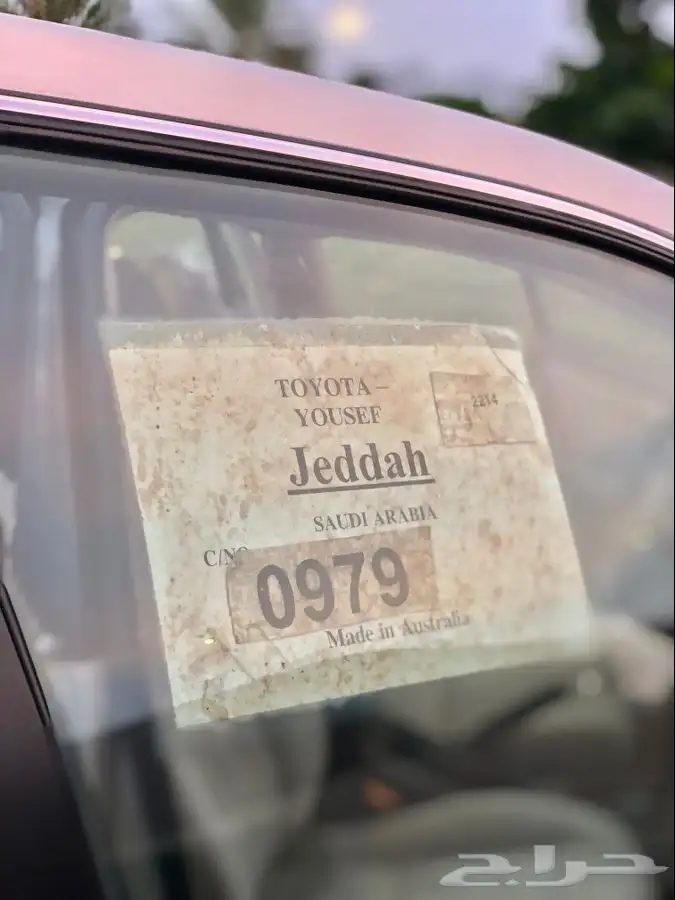 TOYOTA –
YOUSEF
2214
Jeddah
SAUDI ARABIA
C/NO
0979
Made in Australia
حراج